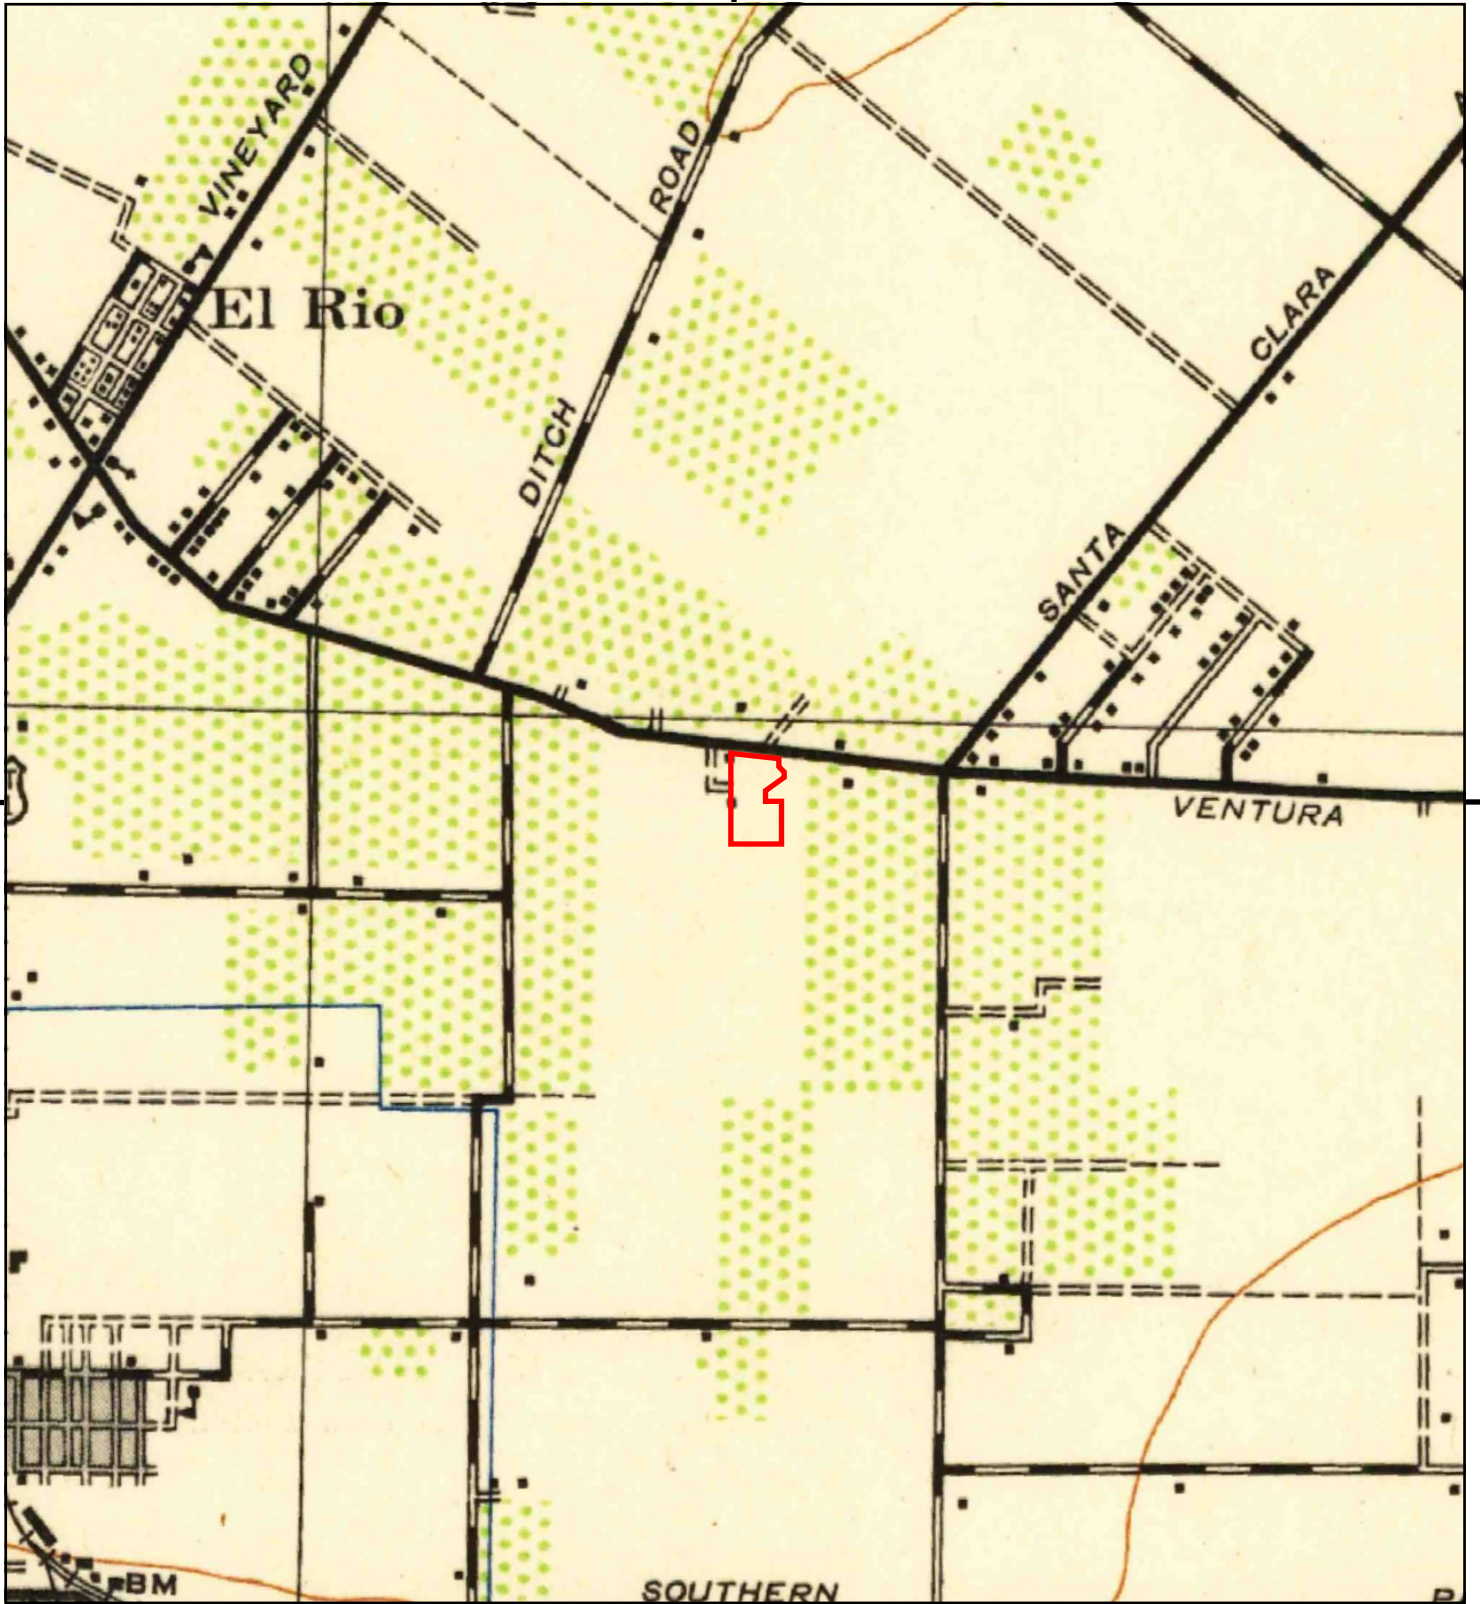 VINEYARD
ROAD
El Rio
CLARA
DITCH
SANTA
VENTURA
BM
SOUTHERN